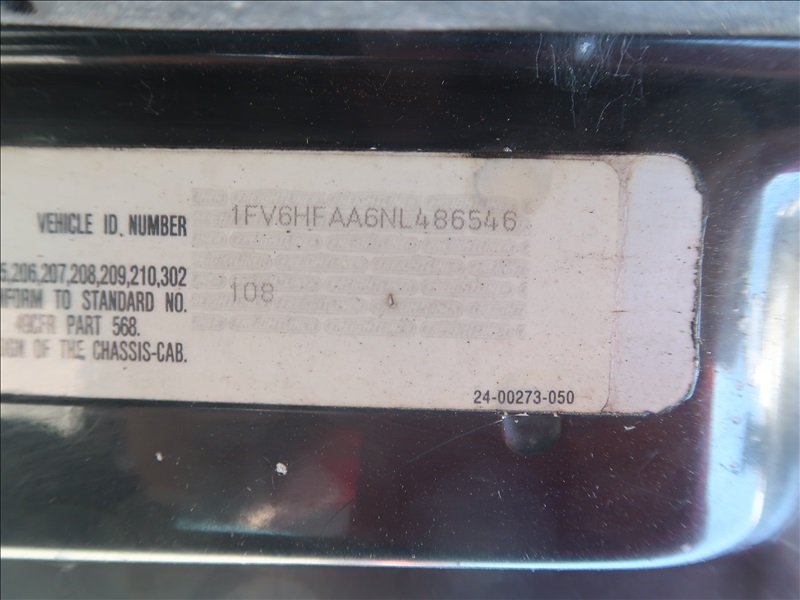 VEHICLE ID. NUMBER 1FV6HFAA6NL486546
5,206,207,208,209,210,302
NFORM TO STANDARD NO. 108
49CFR PART 568.
IGN OF THE CHASSIS-CAB.
24-00273-050